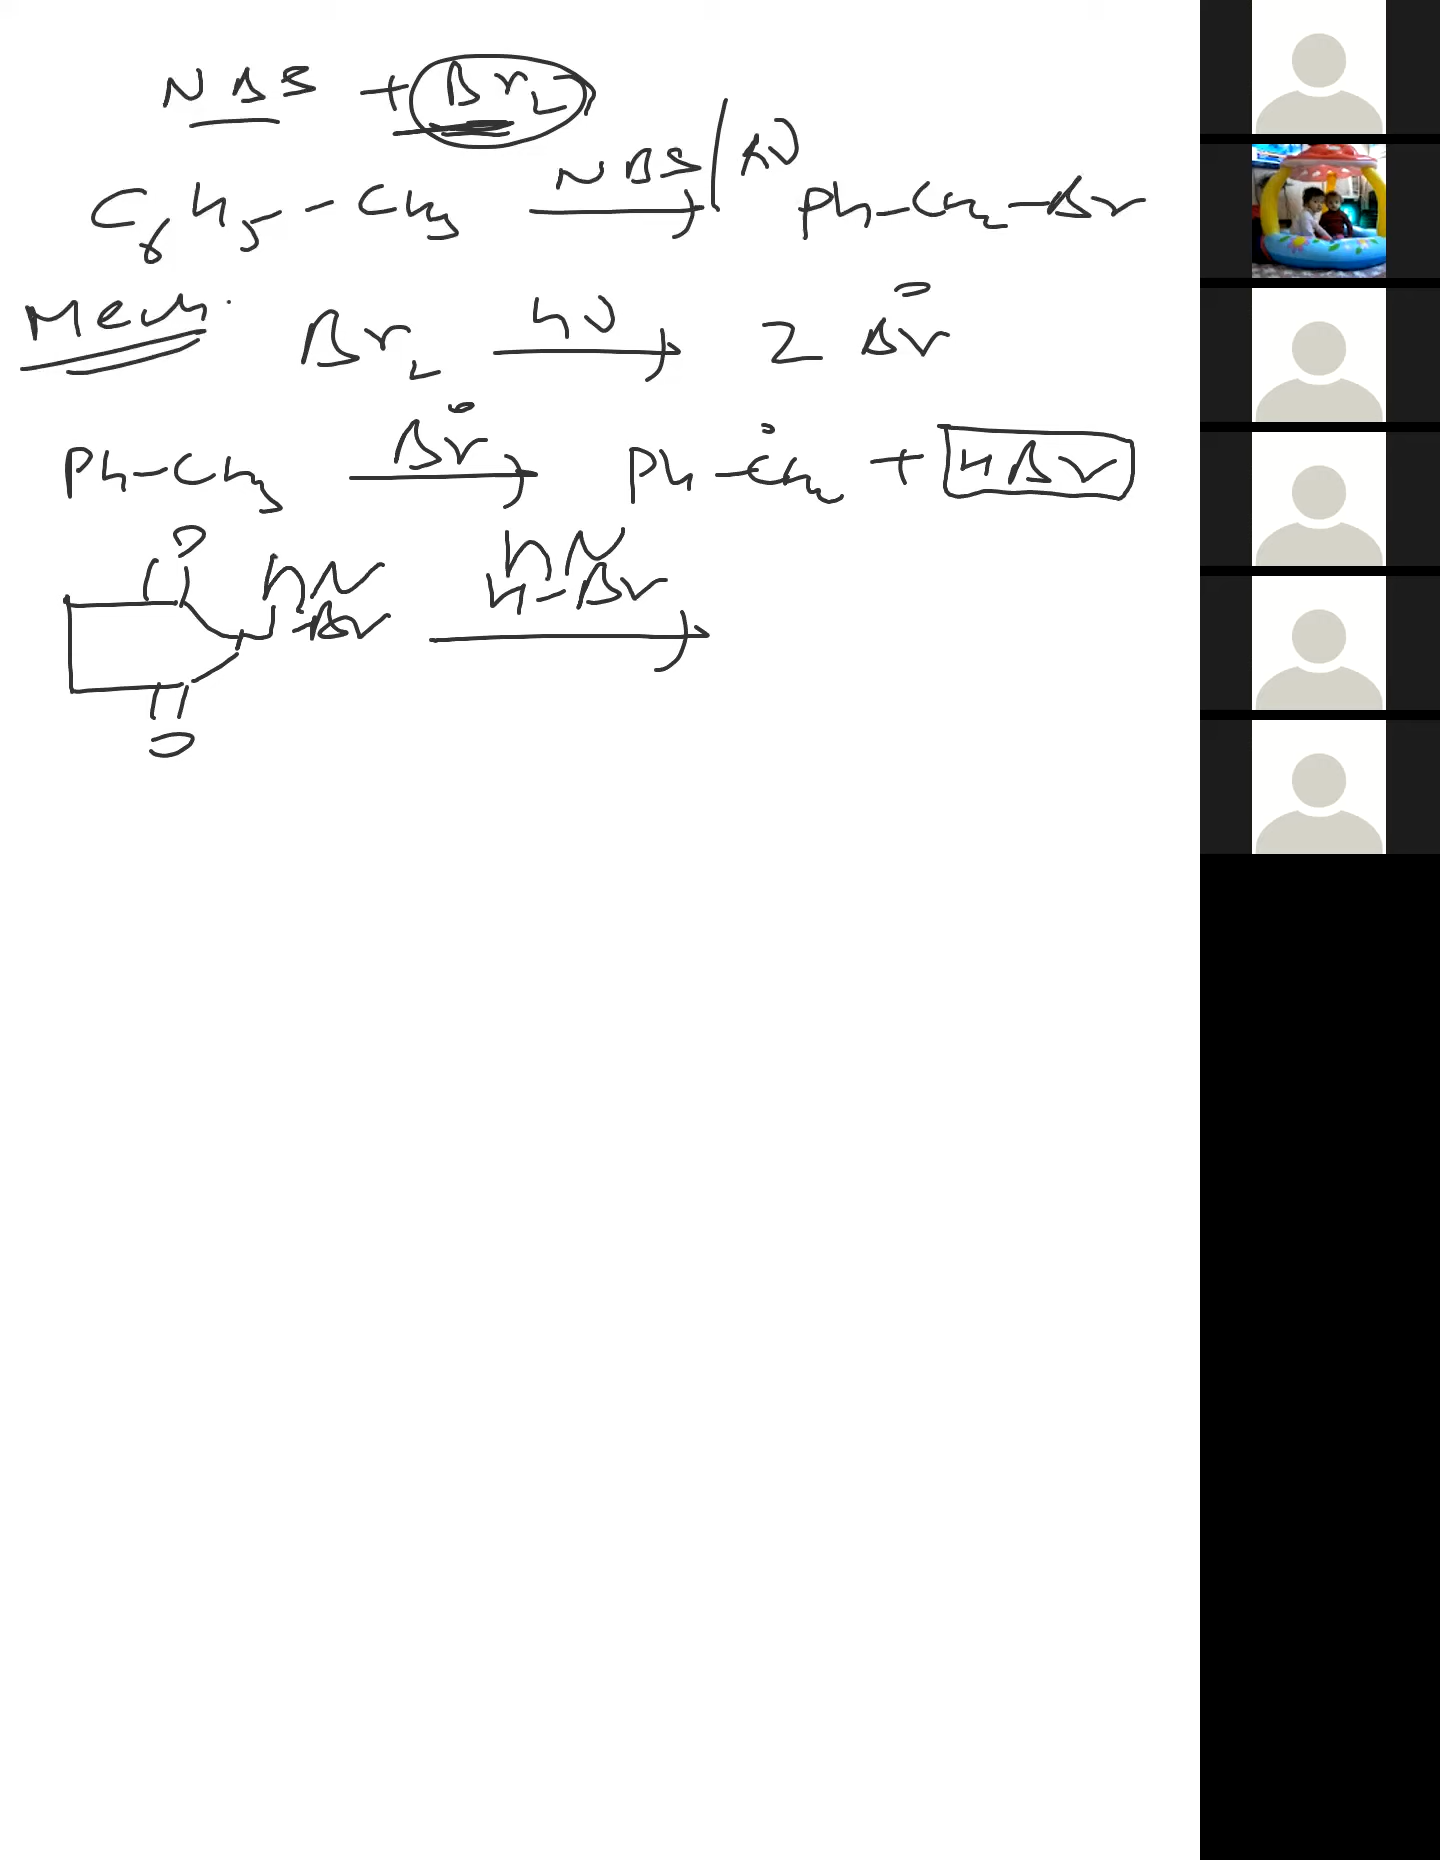 NBS + Br₂
C₆H₅--CH₃ NBS/hν → Ph-CH₂-Br
Mech.
Br₂ hν → 2 Br°
Ph-CH₃ Br° → Ph-ĊH₂ + HBr
O
N-Br H-Br →
O